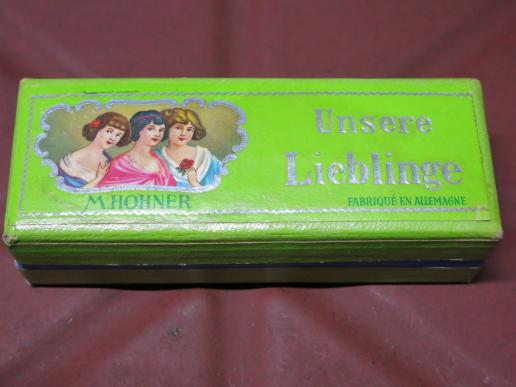 Unsere
Lieblinge
M. HOHNER
FABRIQUÉ EN ALLEMAGNE